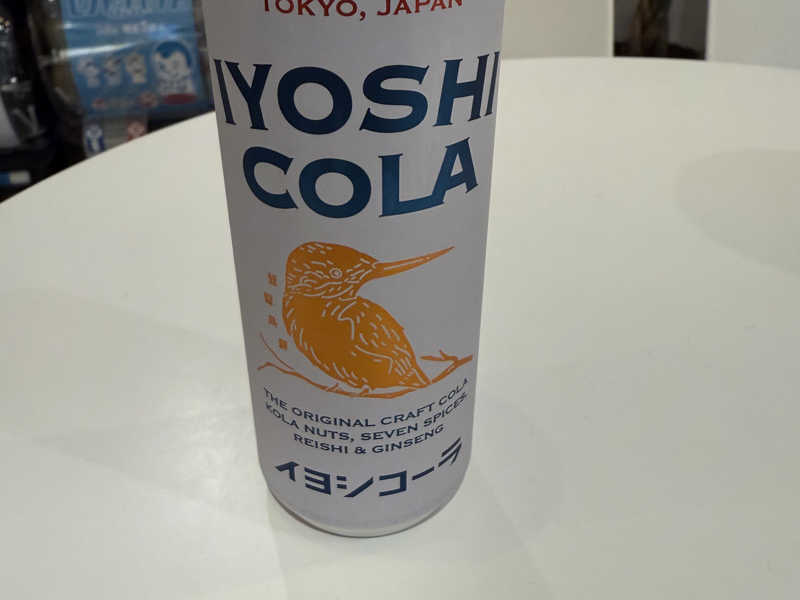 TOKYO, JAPAN
IYOSHI
COLA
THE ORIGINAL CRAFT COLA
KOLA NUTS, SEVEN SPICES,
REISHI & GINSENG
イヨシコーラ